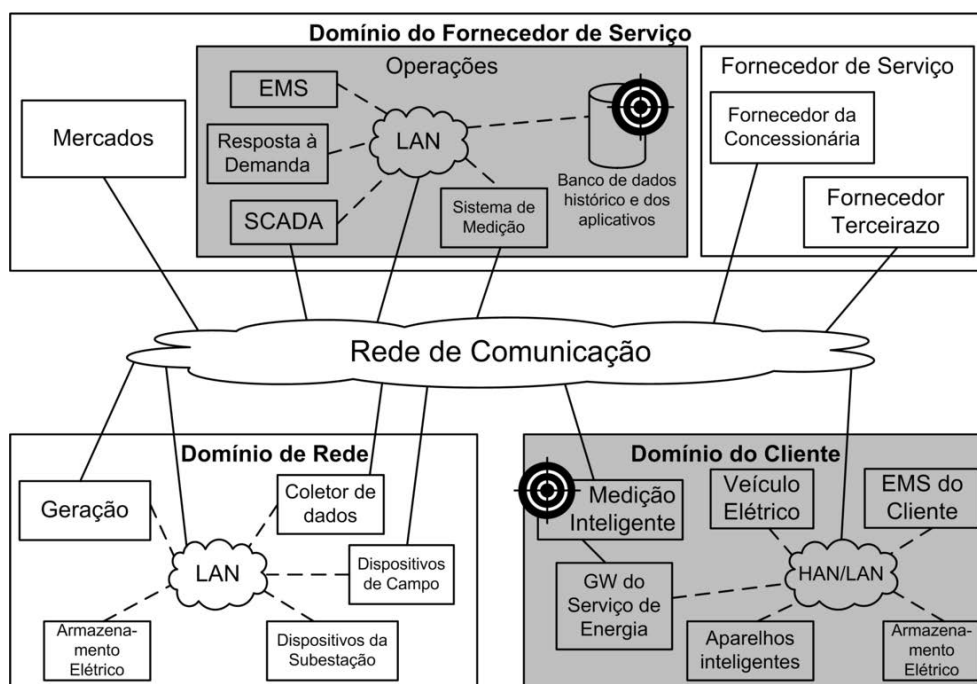 Domínio do Fornecedor de Serviço
Operações
EMS
Resposta à
Demanda
SCADA
LAN
Sistema de
Medição
Banco de dados
histórico e dos
aplicativos
Mercados
Fornecedor de Serviço
Fornecedor da
Concessionária
Fornecedor
Terceirazo
Rede de Comunicação
Domínio de Rede
Geração
Coletor de
dados
LAN
Dispositivos
de Campo
Armazena-
mento
Elétrico
Dispositivos da
Subestação
Domínio do Cliente
Medição
Inteligente
Veículo
Elétrico
EMS do
Cliente
GW do
Serviço de
Energia
HAN/LAN
Aparelhos
inteligentes
Armazena-
mento
Elétrico